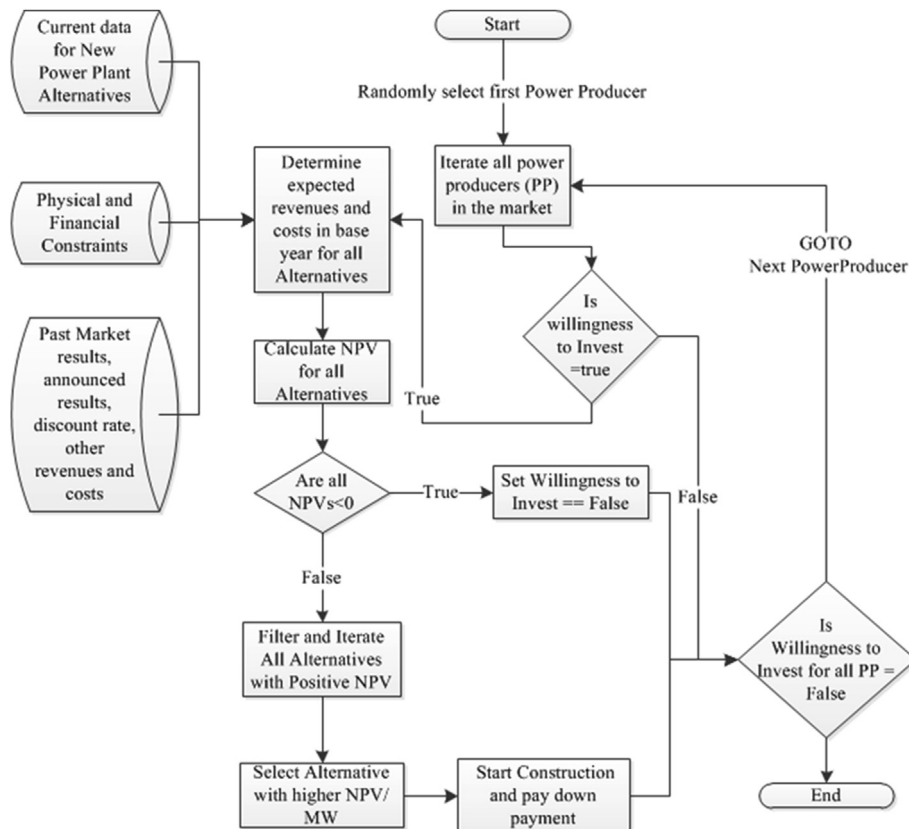 Current data
for New
Power Plant
Alternatives
Physical and
Financial
Constraints
Past Market
results,
announced
results,
discount rate,
other
revenues and
costs
Start
Randomly select first Power Producer
Iterate all power
producers (PP)
in the market
Determine
expected
revenues and
costs in base
year for all
Alternatives
GOTO
Next PowerProducer
Is
willingness
to Invest
=true
Calculate NPV
for all
Alternatives
True
Are all
NPVs<0
True
Set Willingness to
Invest == False
False
False
Filter and Iterate
All Alternatives
with Positive NPV
Is
Willingness to
Invest for all PP =
False
Select Alternative
with higher NPV/
MW
Start Construction
and pay down
payment
End